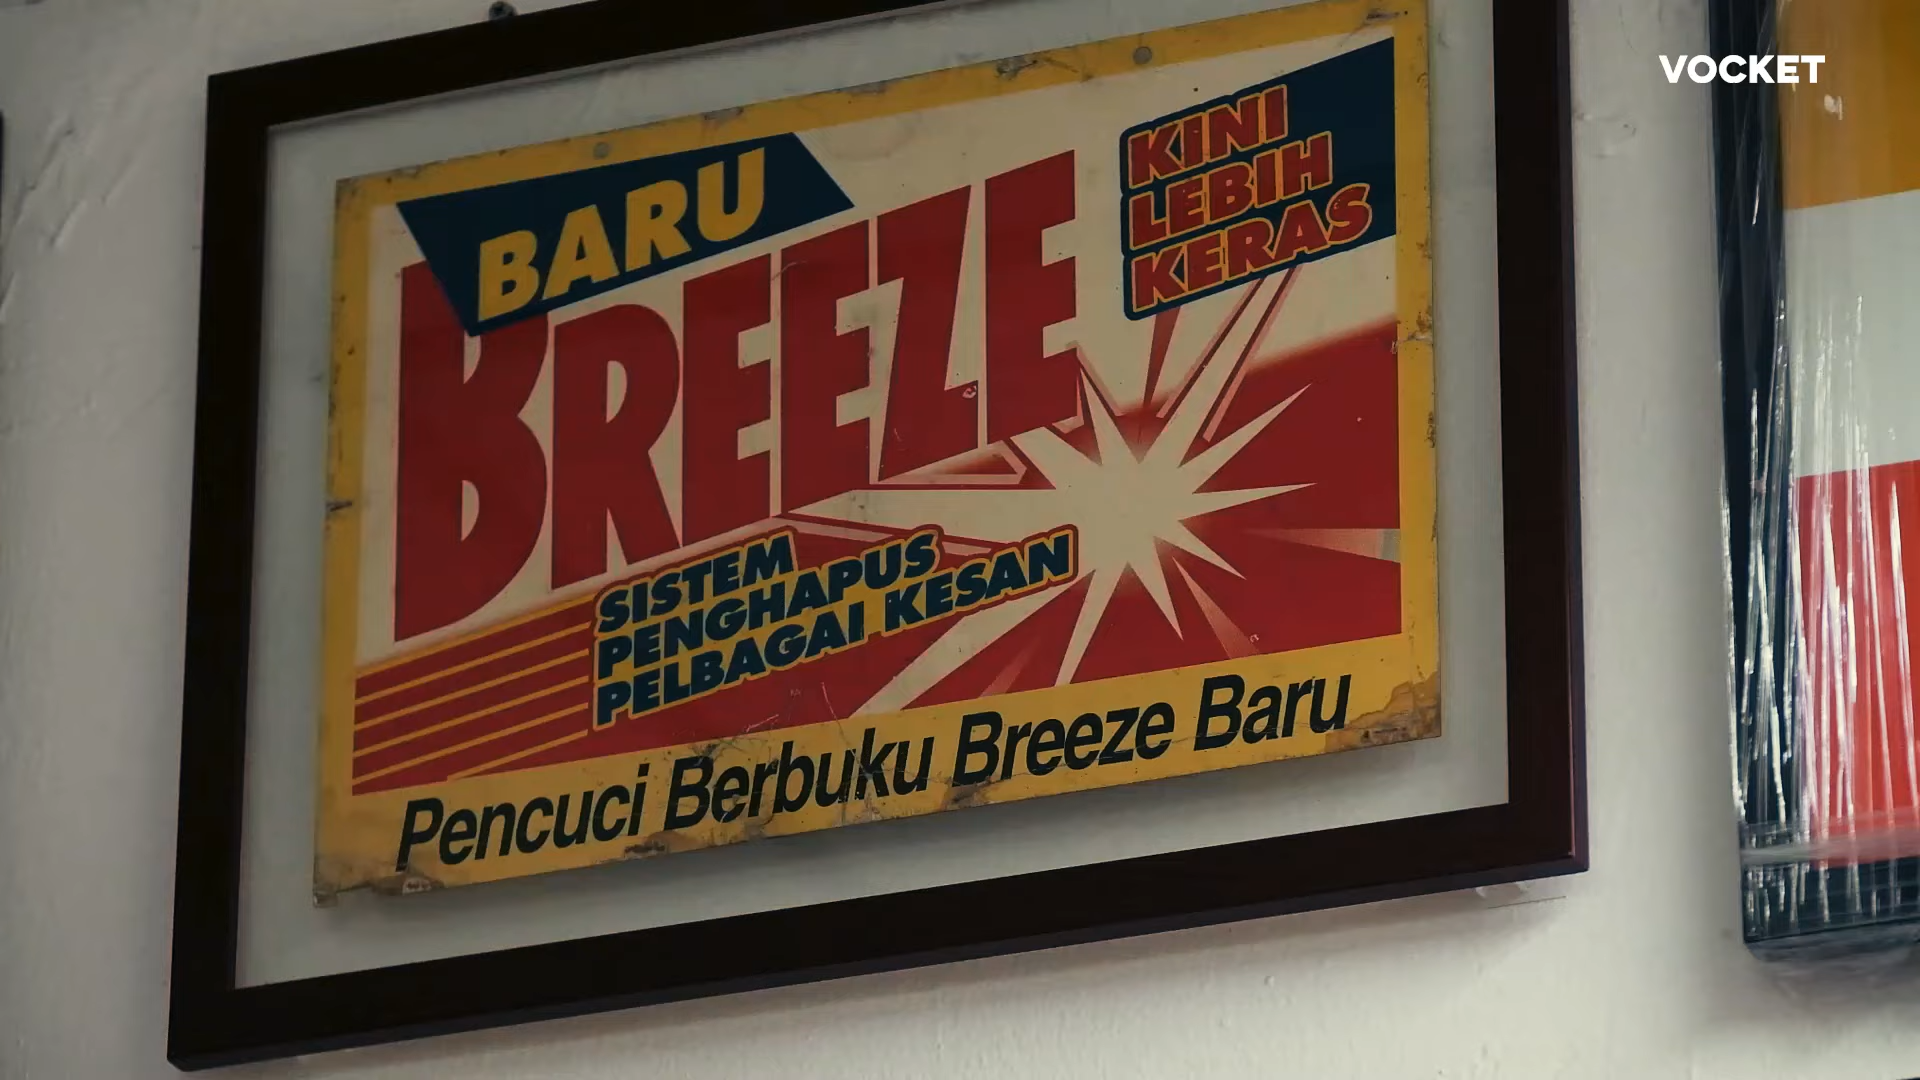 VOCKET
BARU
BREEZE
KINI
LEBIH
KERAS
SISTEM
PENGHAPUS
PELBAGAI KESAN
Pencuci Berbuku Breeze Baru